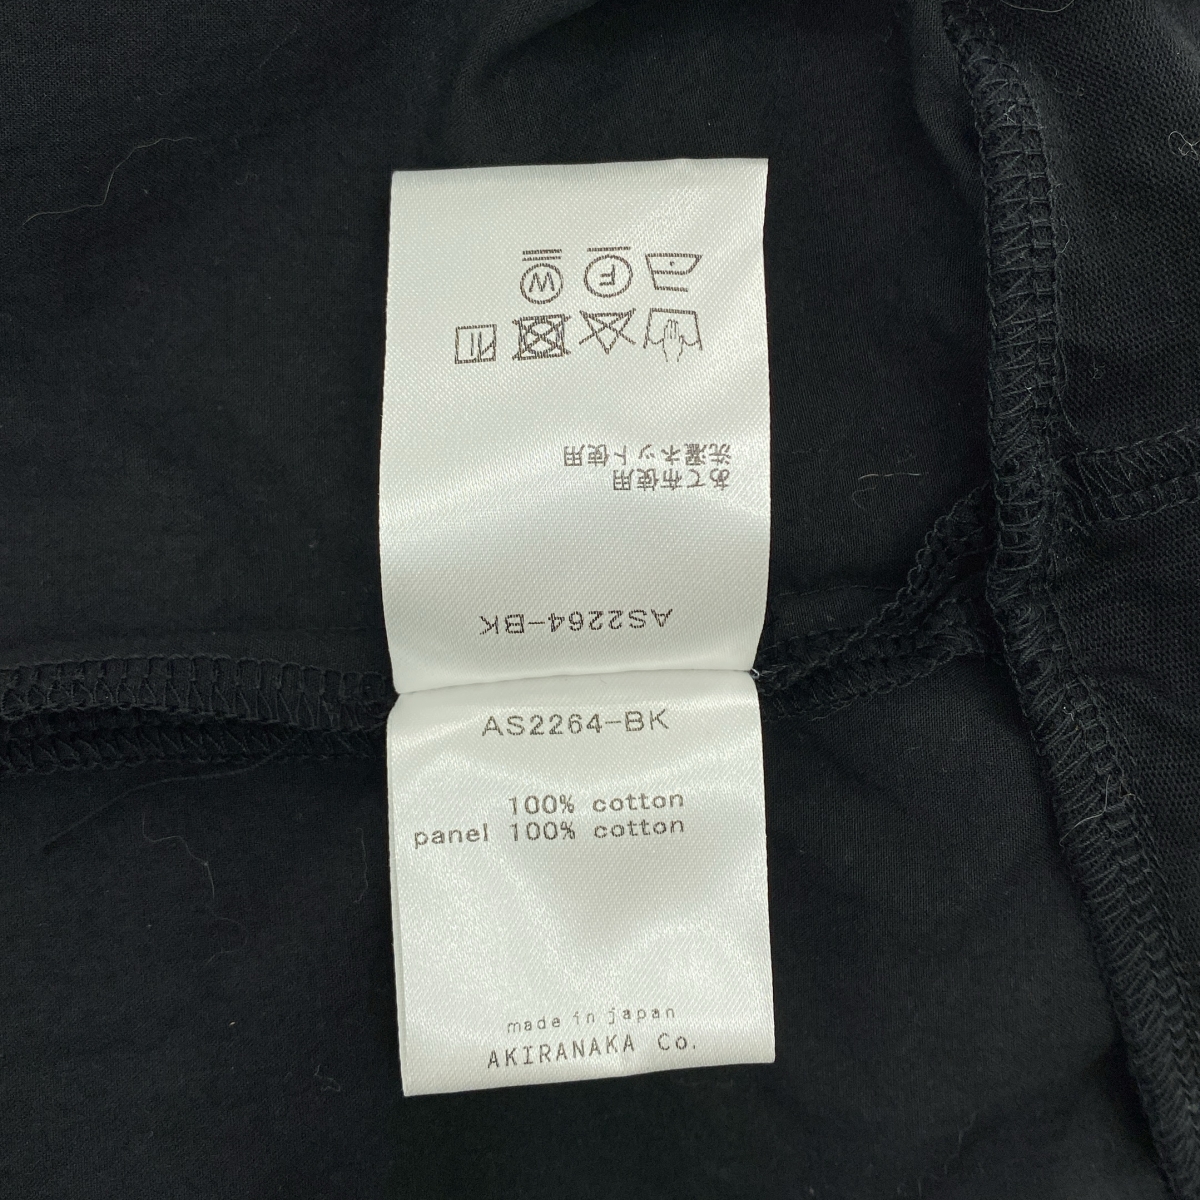 AS2264-BK
100% cotton
panel 100% cotton
made in japan
AKIRANAKA Co.
AS2264-BK
あて布使用
洗濯ネット使用
F
W